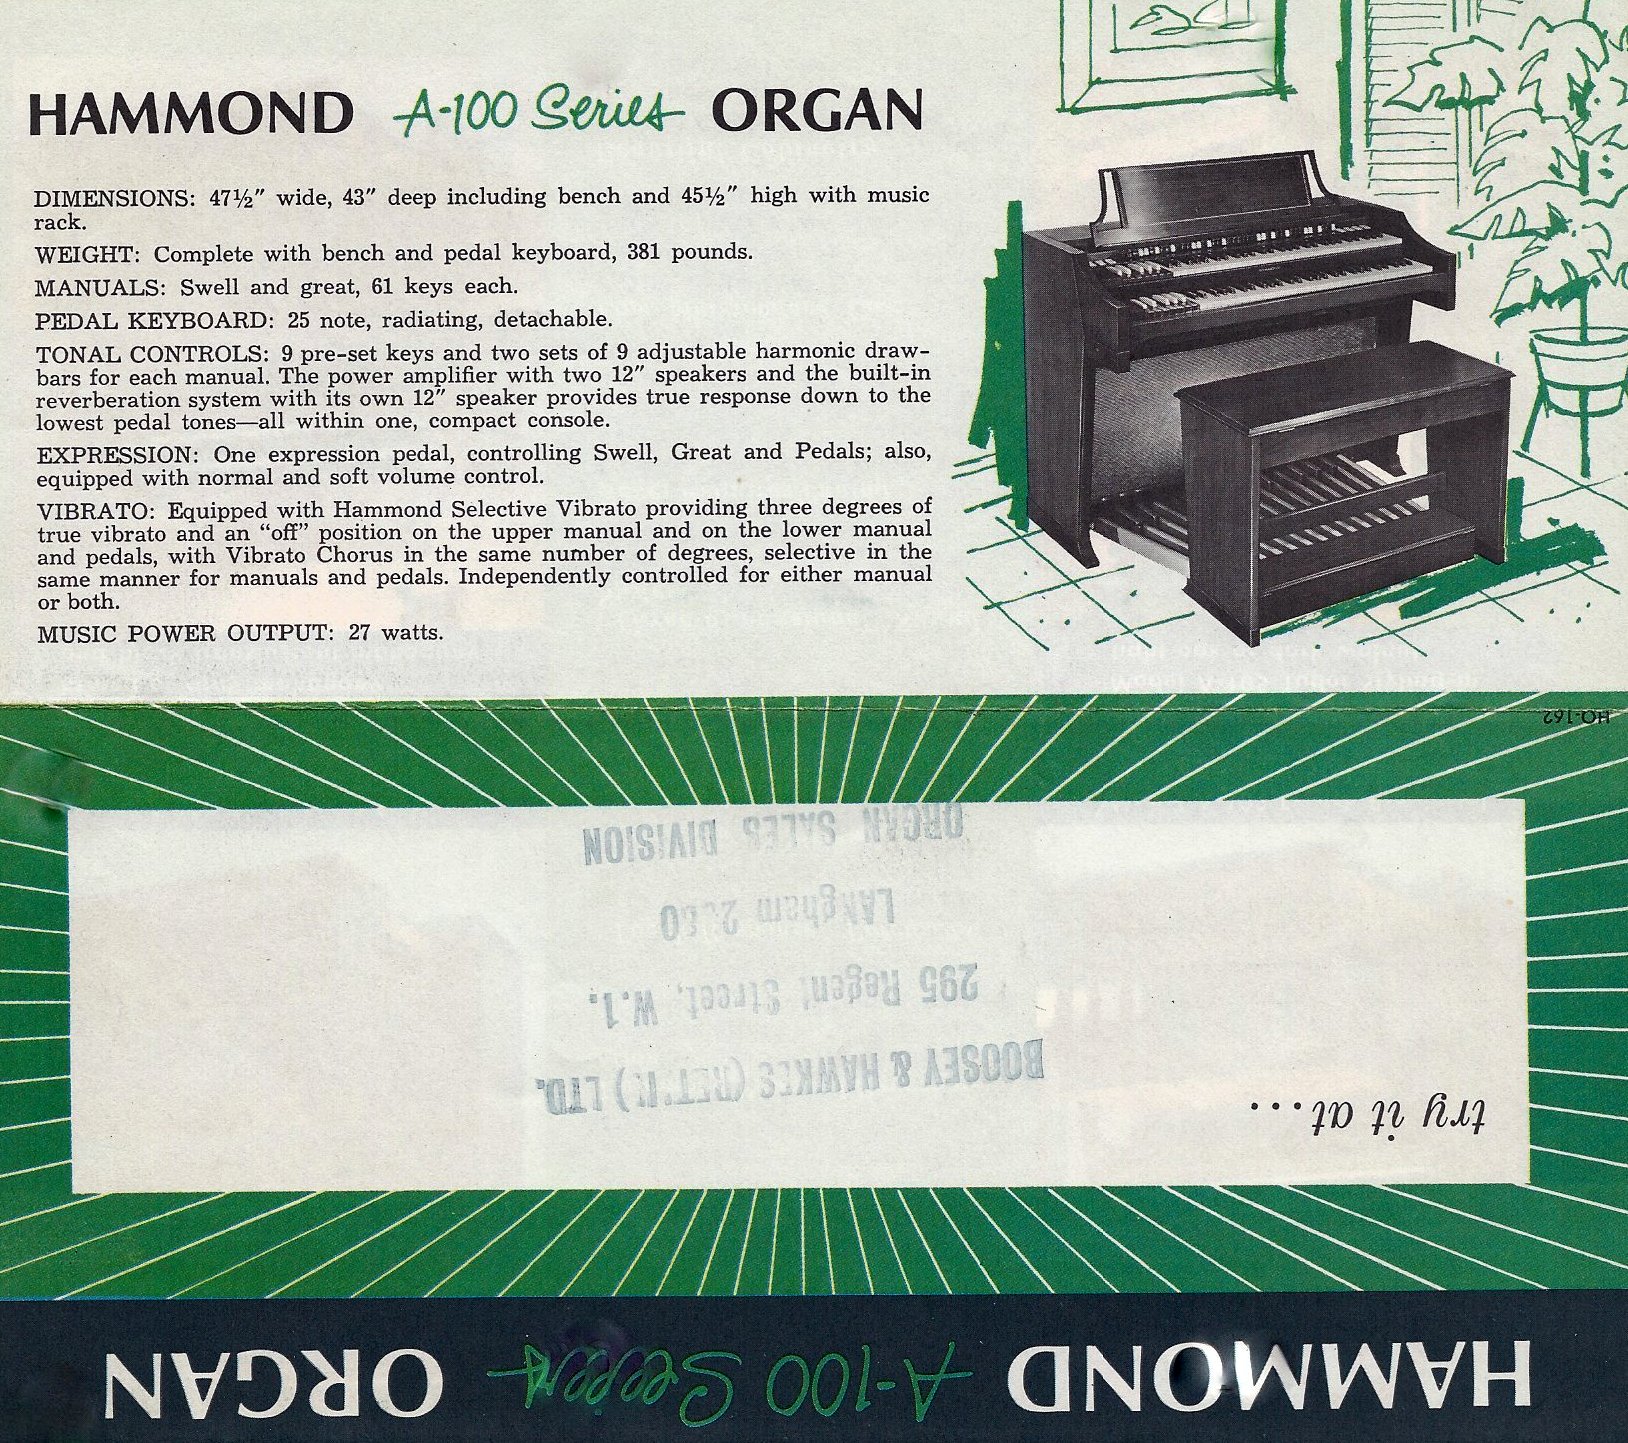 HAMMOND A-100 Series ORGAN
DIMENSIONS: 47½″ wide, 43″ deep including bench and 45½″ high with music
rack.
WEIGHT: Complete with bench and pedal keyboard, 381 pounds.
MANUALS: Swell and great, 61 keys each.
PEDAL KEYBOARD: 25 note, radiating, detachable.
TONAL CONTROLS: 9 pre-set keys and two sets of 9 adjustable harmonic draw-
bars for each manual. The power amplifier with two 12″ speakers and the built-in
reverberation system with its own 12″ speaker provides true response down to the
lowest pedal tones—all within one, compact console.
EXPRESSION: One expression pedal, controlling Swell, Great and Pedals; also,
equipped with normal and soft volume control.
VIBRATO: Equipped with Hammond Selective Vibrato providing three degrees of
true vibrato and an “off” position on the upper manual and on the lower manual
and pedals, with Vibrato Chorus in the same number of degrees, selective in the
same manner for manuals and pedals. Independently controlled for either manual
or both.
MUSIC POWER OUTPUT: 27 watts.
HAMMOND A-100 Series ORGAN
try it at...
BOOSEY & HAWKES LTD.
295 Regent Street, W.1.
LANgham
ORGAN SALES DIVISION
HO-162